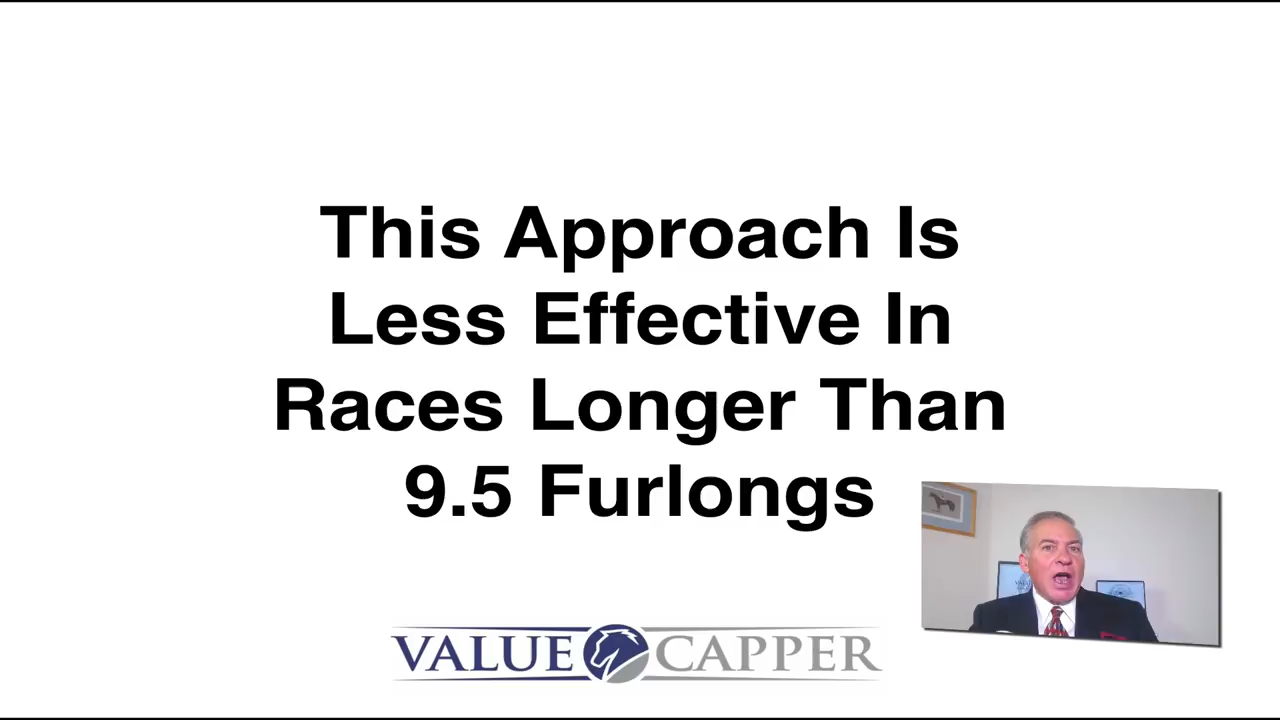 This Approach Is
Less Effective In
Races Longer Than
9.5 Furlongs
VALUE CAPPER